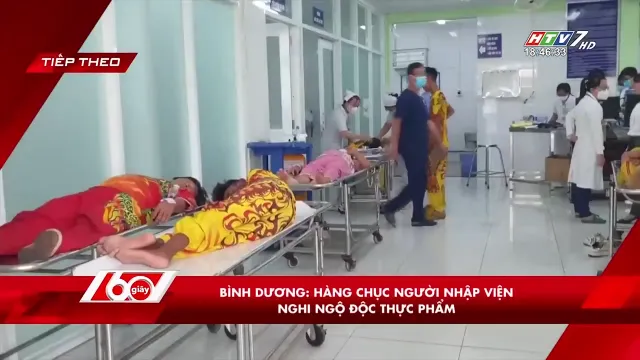 TIẾP THEO
HTV7 HD
18:46:33
60 giây
BÌNH DƯƠNG: HÀNG CHỤC NGƯỜI NHẬP VIỆN
NGHI NGỘ ĐỘC THỰC PHẨM